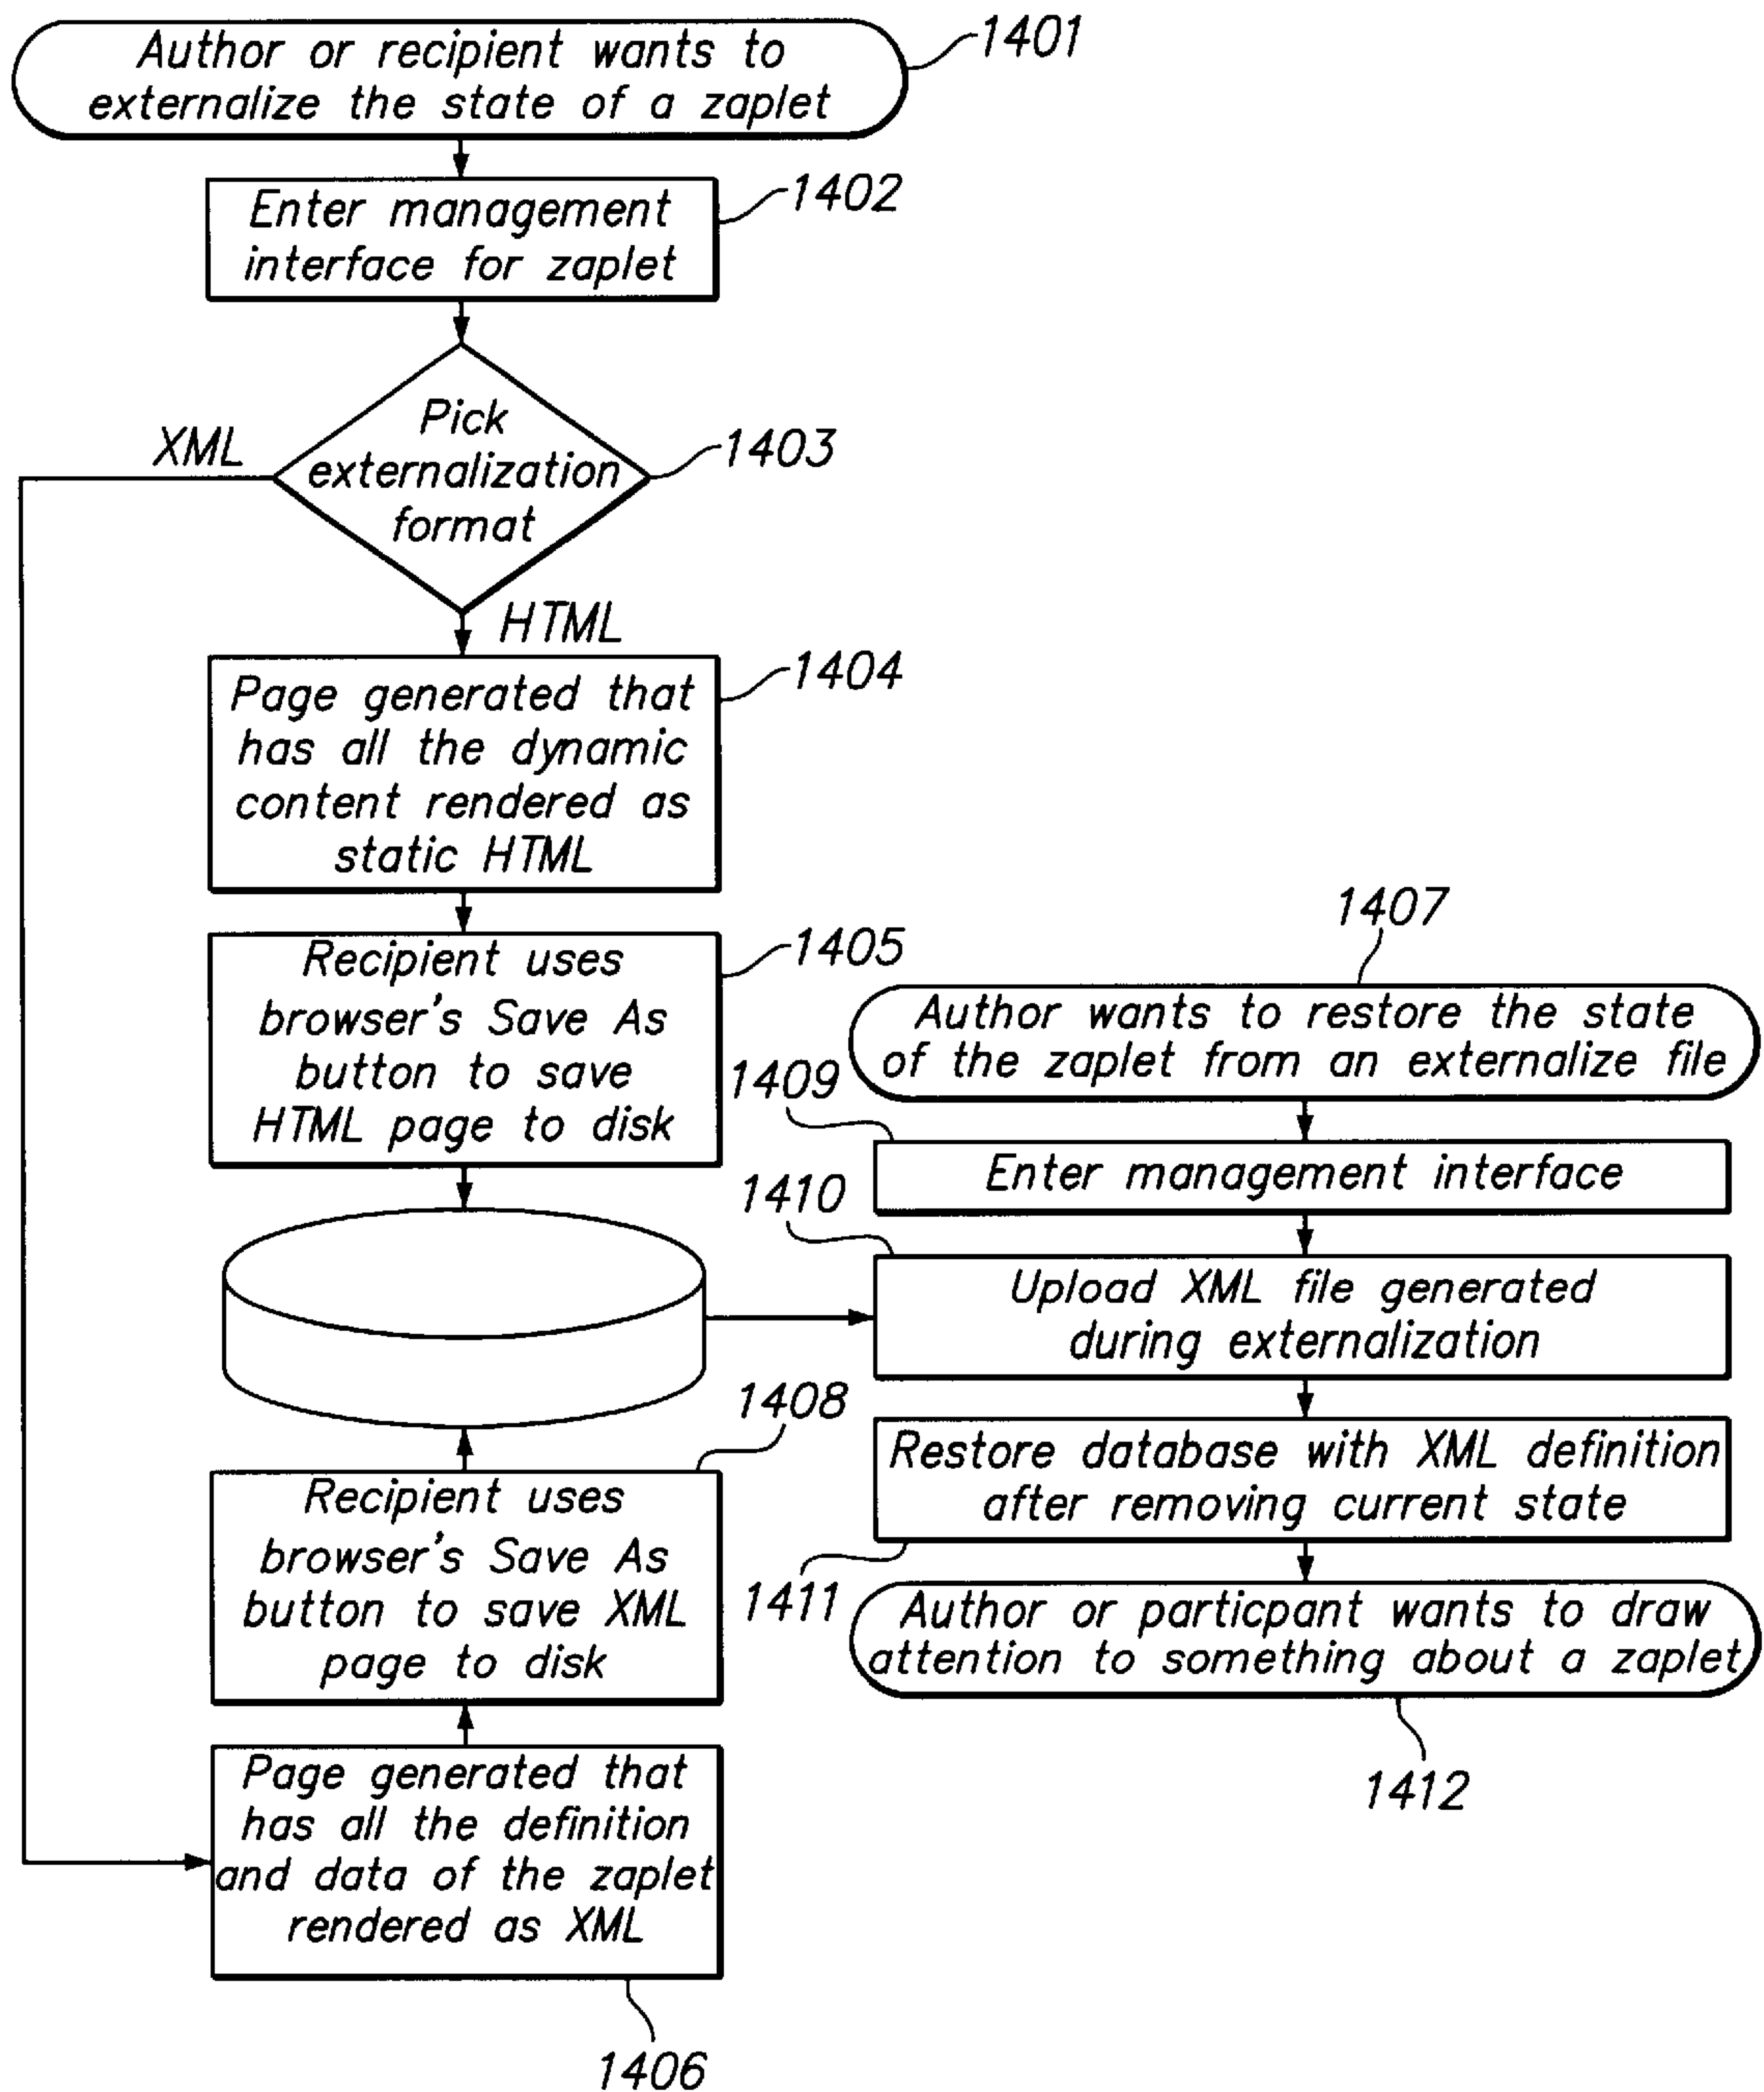 Author or recipient wants to
externalize the state of a zaplet
1401
Enter management
interface for zaplet
1402
Pick
externalization
format
1403
XML
HTML
Page generated that
has all the dynamic
content rendered as
static HTML
1404
Recipient uses
browser's Save As
button to save
HTML page to disk
1405
1407
Author wants to restore the state
of the zaplet from an externalize file
1409
Enter management interface
1410
Upload XML file generated
during externalization
1408
Recipient uses
browser's Save As
button to save XML
page to disk
Restore database with XML definition
after removing current state
1411
Author or particpant wants to draw
attention to something about a zaplet
1412
Page generated that
has all the definition
and data of the zaplet
rendered as XML
1406